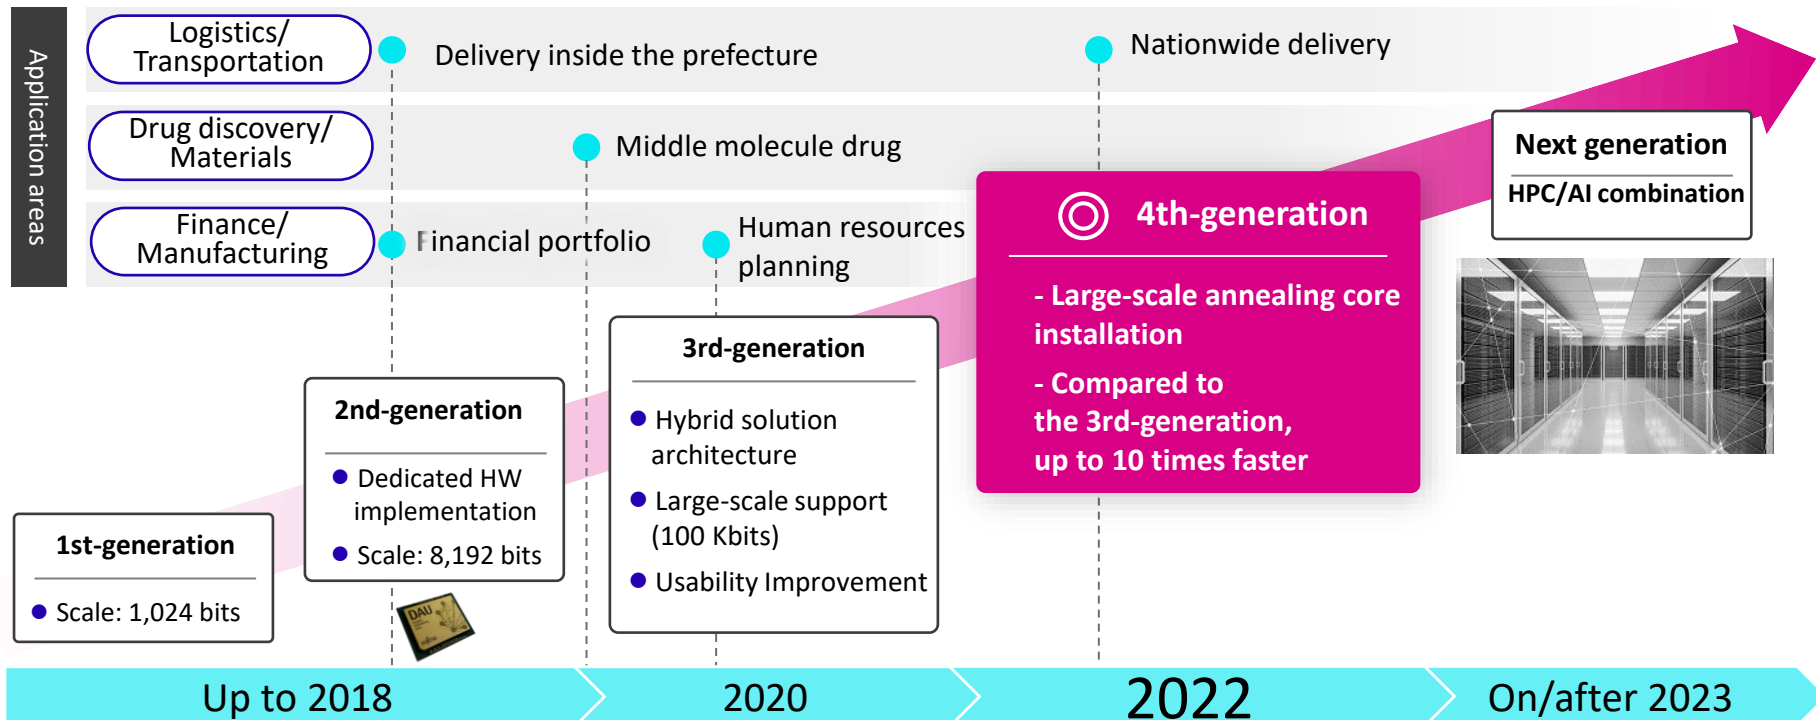 Application areas
Logistics/
Transportation
Delivery inside the prefecture
Nationwide delivery
Drug discovery/
Materials
Middle molecule drug
Finance/
Manufacturing
Financial portfolio
Human resources
planning
1st-generation
Scale: 1,024 bits
2nd-generation
Dedicated HW
implementation
Scale: 8,192 bits
DAU
3rd-generation
Hybrid solution
architecture
Large-scale support
(100 Kbits)
Usability Improvement
4th-generation
- Large-scale annealing core
installation
- Compared to
the 3rd-generation,
up to 10 times faster
Next generation
HPC/AI combination
Up to 2018
2020
2022
On/after 2023